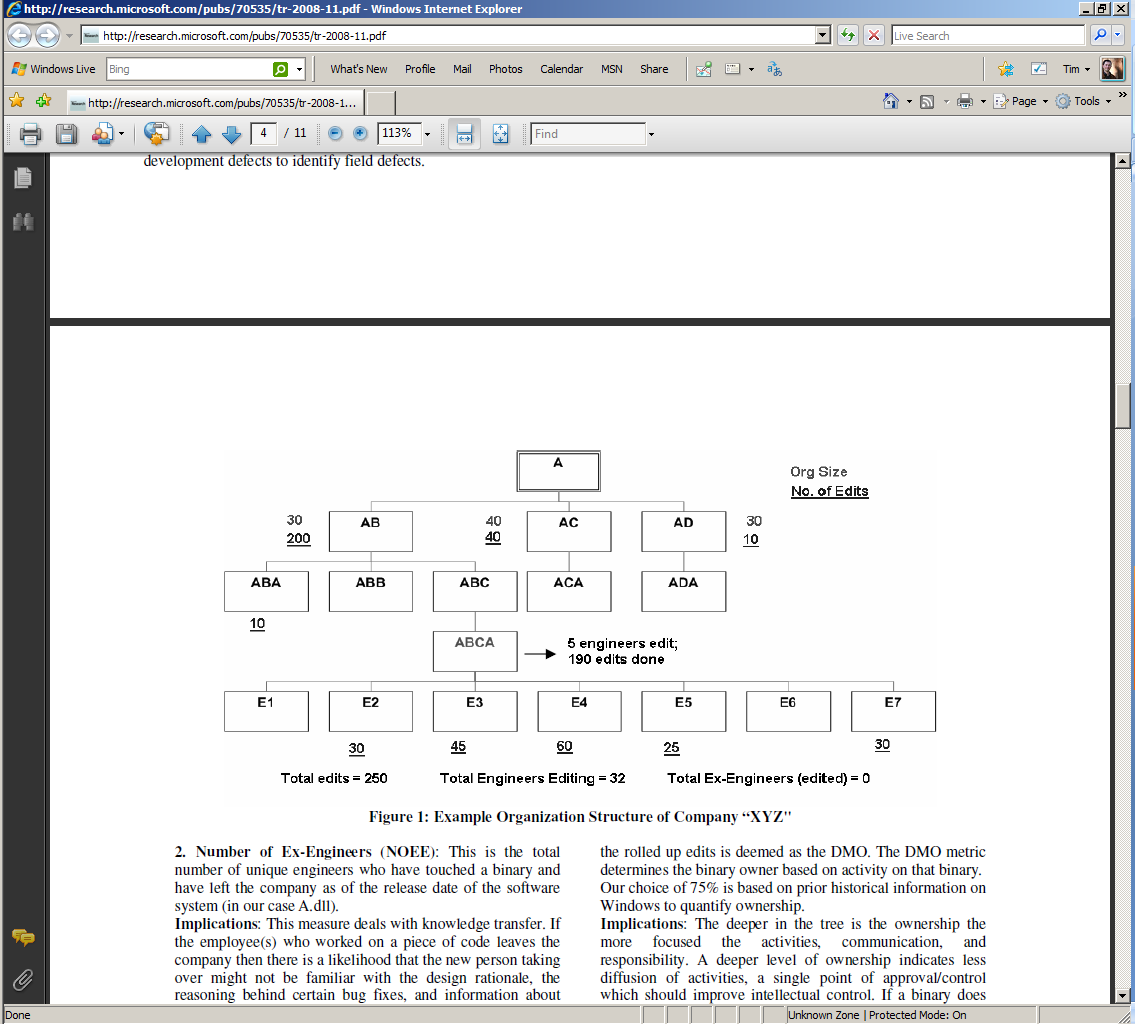 http://research.microsoft.com/pubs/70535/tr-2008-11.pdf - Windows Internet Explorer
http://research.microsoft.com/pubs/70535/tr-2008-11.pdf
Live Search
Windows Live Bing What's New Profile Mail Photos Calendar MSN Share Tim
http://research.microsoft.com/pubs/70535/tr-2008-1... Page Tools »
4 / 11 113% Find
development defects to identify field defects.
A
Org Size
No. of Edits
30 AB 40 AC AD 30
200 40 10
ABA ABB ABC ACA ADA
10
ABCA 5 engineers edit;
190 edits done
E1 E2 E3 E4 E5 E6 E7
30 45 60 25 30
Total edits = 250 Total Engineers Editing = 32 Total Ex-Engineers (edited) = 0
Figure 1: Example Organization Structure of Company “XYZ"
2. Number of Ex-Engineers (NOEE): This is the total
number of unique engineers who have touched a binary and
have left the company as of the release date of the software
system (in our case A.dll).
Implications: This measure deals with knowledge transfer. If
the employee(s) who worked on a piece of code leaves the
company then there is a likelihood that the new person taking
over might not be familiar with the design rationale, the
reasoning behind certain bug fixes, and information about
the rolled up edits is deemed as the DMO. The DMO metric
determines the binary owner based on activity on that binary.
Our choice of 75% is based on prior historical information on
Windows to quantify ownership.
Implications: The deeper in the tree is the ownership the
more focused the activities, communication, and
responsibility. A deeper level of ownership indicates less
diffusion of activities, a single point of approval/control
which should improve intellectual control. If a binary does
Done Unknown Zone | Protected Mode: On